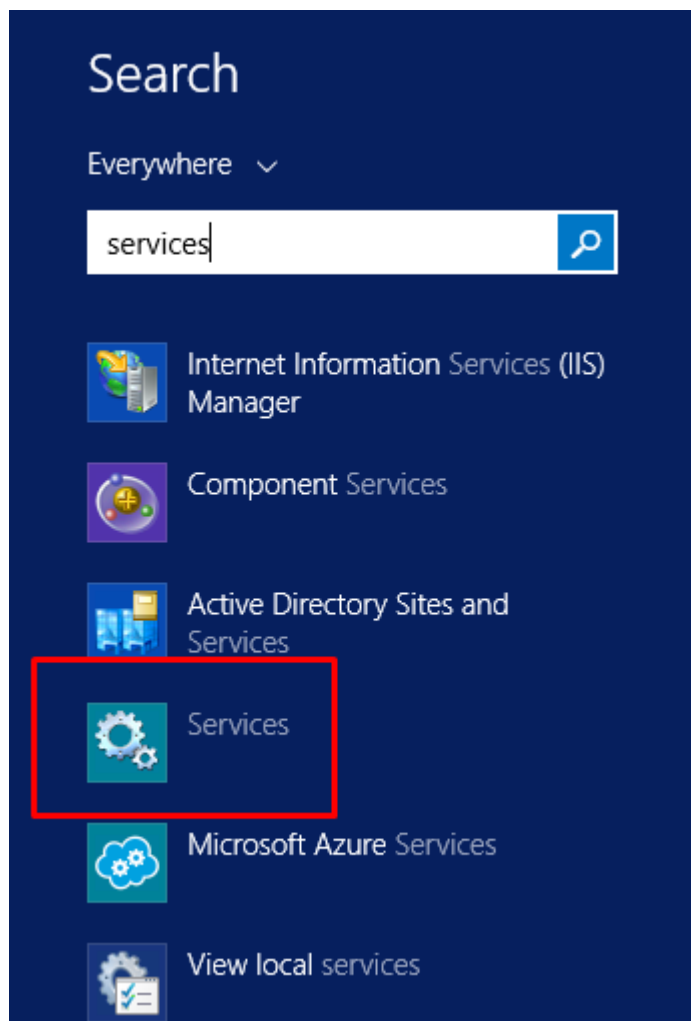 Search
Everywhere
services
Internet Information Services (IIS)
Manager
Component Services
Active Directory Sites and
Services
Services
Microsoft Azure Services
View local services